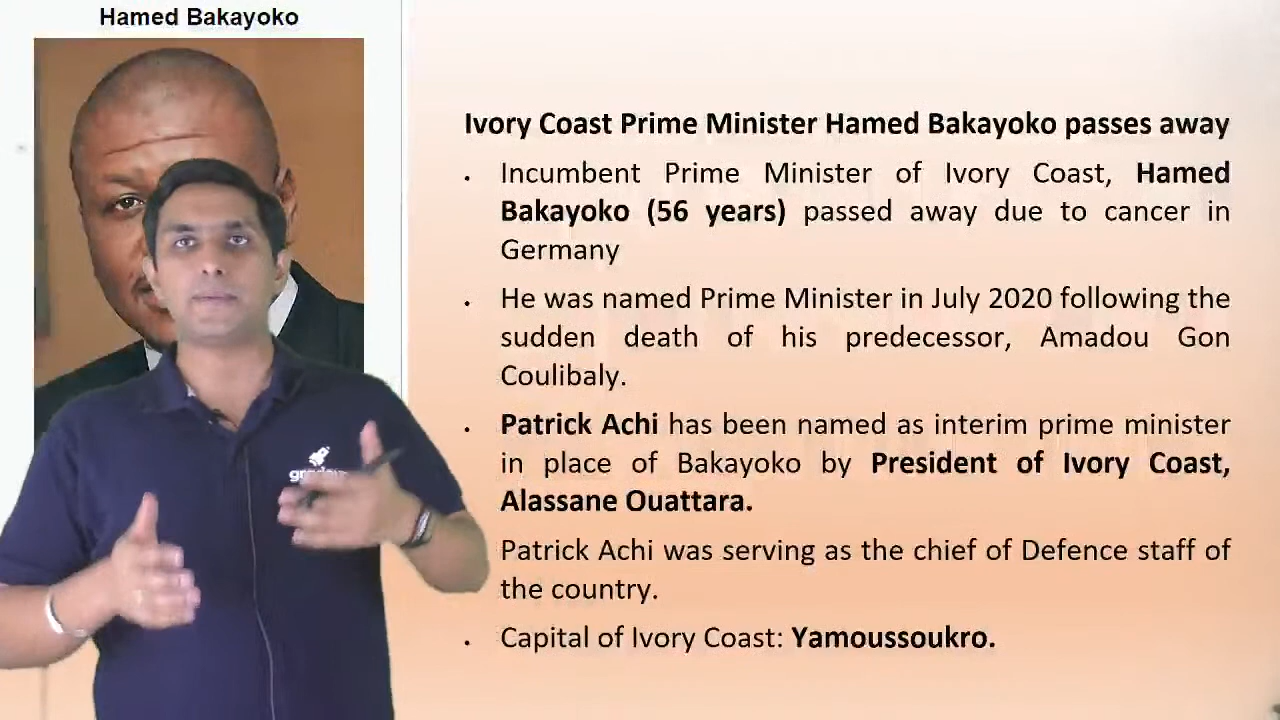 Hamed Bakayoko
Ivory Coast Prime Minister Hamed Bakayoko passes away
• Incumbent Prime Minister of Ivory Coast, Hamed
Bakayoko (56 years) passed away due to cancer in
Germany
• He was named Prime Minister in July 2020 following the
sudden death of his predecessor, Amadou Gon
Coulibaly.
• Patrick Achi has been named as interim prime minister
in place of Bakayoko by President of Ivory Coast,
Alassane Ouattara.
Patrick Achi was serving as the chief of Defence staff of
the country.
• Capital of Ivory Coast: Yamoussoukro.